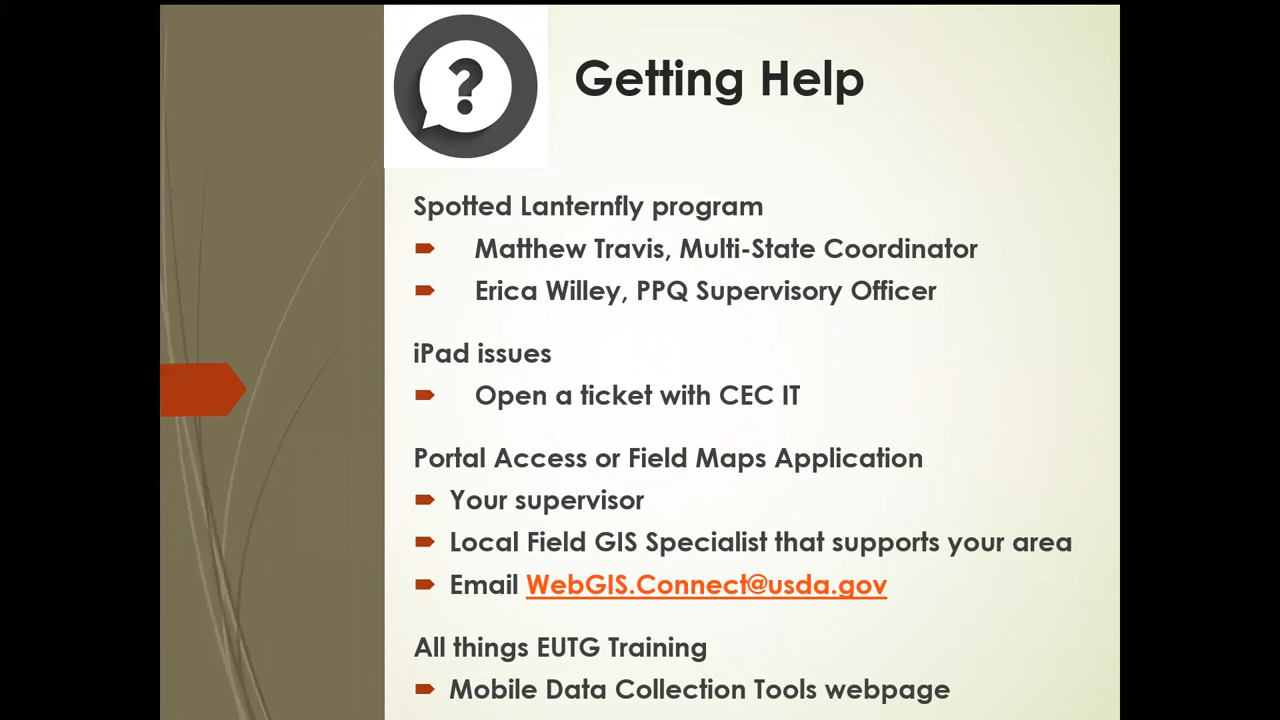 ?
Getting Help
Spotted Lanternfly program
Matthew Travis, Multi-State Coordinator
Erica Willey, PPQ Supervisory Officer
iPad issues
Open a ticket with CEC IT
Portal Access or Field Maps Application
Your supervisor
Local Field GIS Specialist that supports your area
Email WebGIS.Connect@usda.gov
All things EUTG Training
Mobile Data Collection Tools webpage